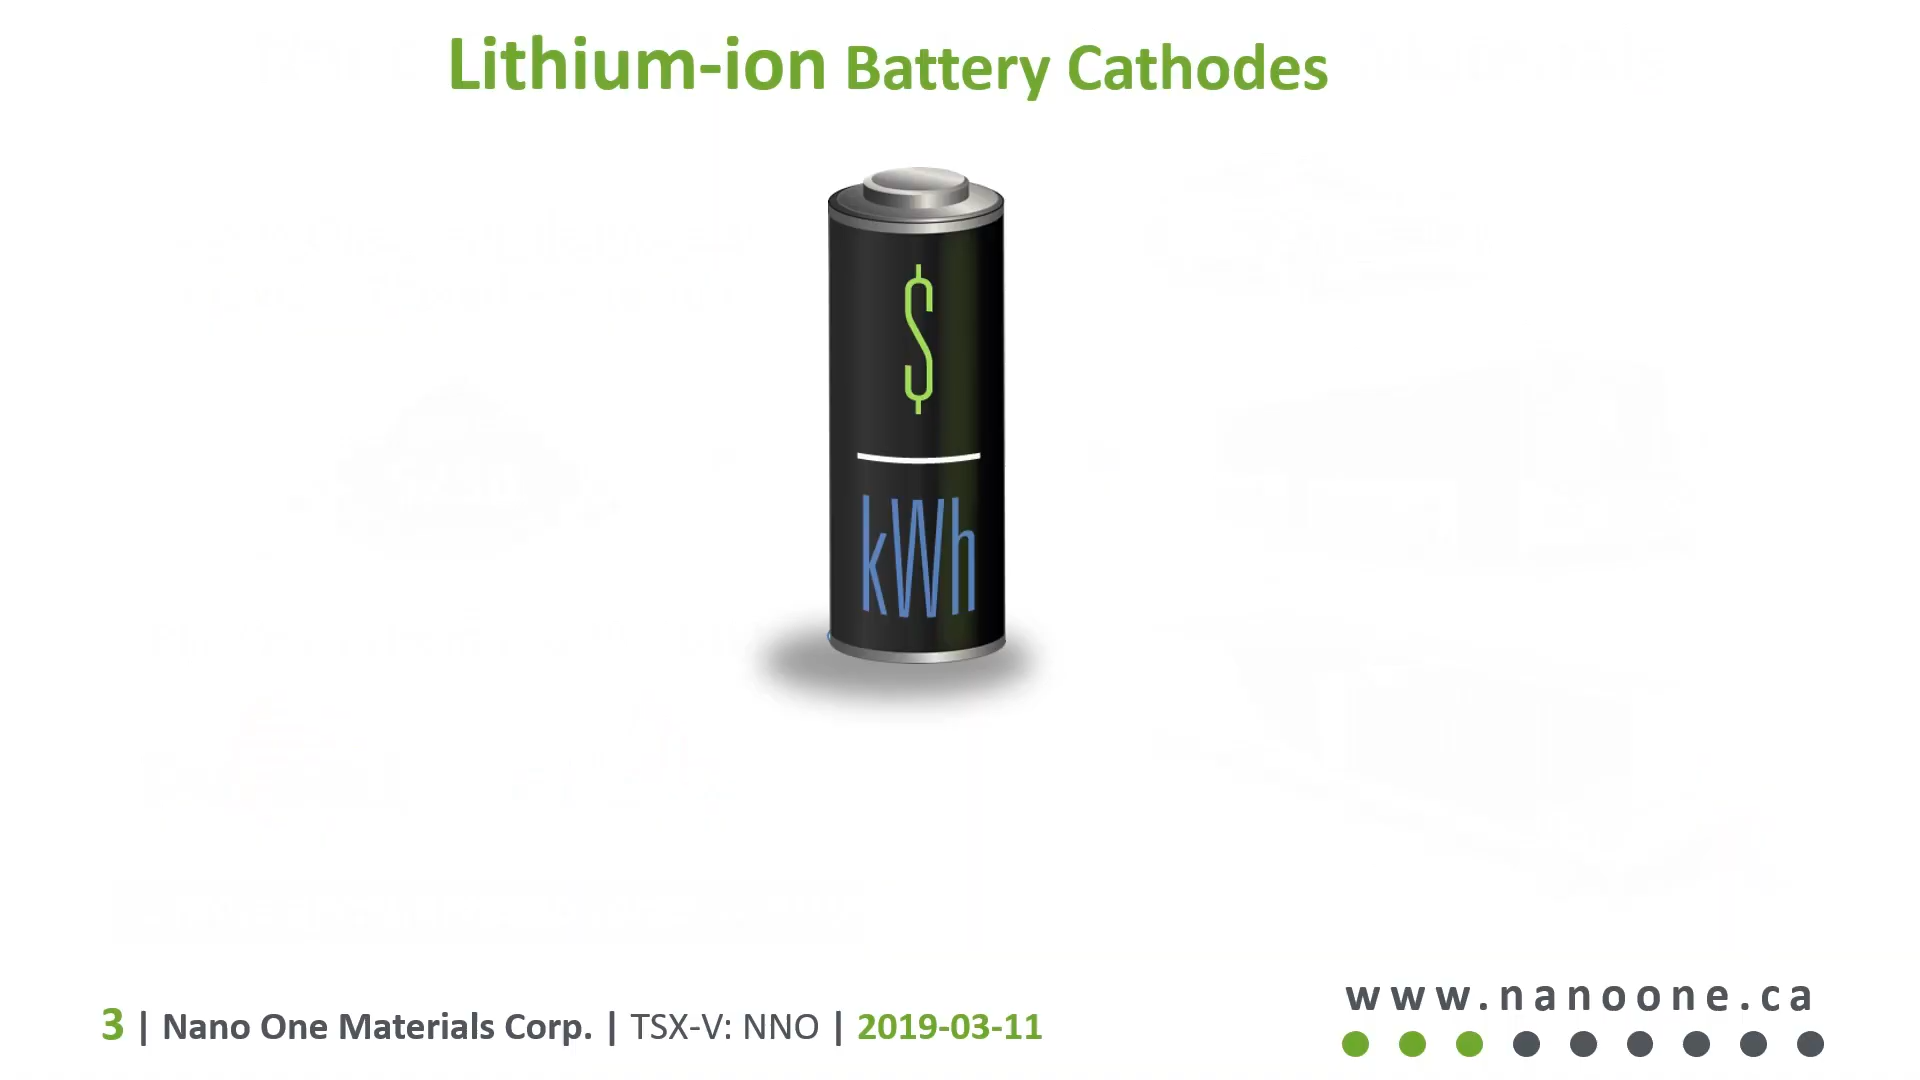 Lithium-ion Battery Cathodes
$
kWh
www.nanoone.ca
3 | Nano One Materials Corp. | TSX-V: NNO | 2019-03-11